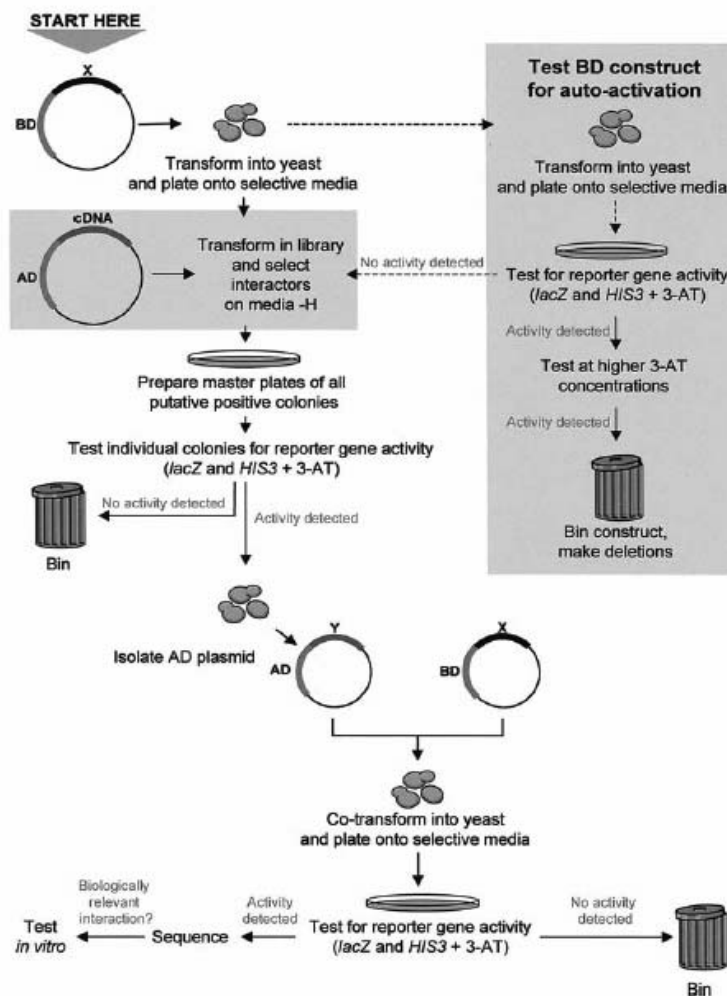 START HERE
X
BD
Transform into yeast
and plate onto selective media
Test BD construct
for auto-activation
Transform into yeast
and plate onto selective media
Test for reporter gene activity
(lacZ and HIS3 + 3-AT)
Activity detected
Test at higher 3-AT
concentrations
Activity detected
Bin construct,
make deletions
No activity detected
cDNA
AD
Transform in library
and select
interactors
on media -H
Prepare master plates of all
putative positive colonies
Test individual colonies for reporter gene activity
(lacZ and HIS3 + 3-AT)
No activity detected
Bin
Activity detected
Isolate AD plasmid
Y
AD
X
BD
Co-transform into yeast
and plate onto selective media
Test for reporter gene activity
(lacZ and HIS3 + 3-AT)
Activity
detected
Sequence
Biologically
relevant
interaction?
Test
in vitro
No activity
detected
Bin